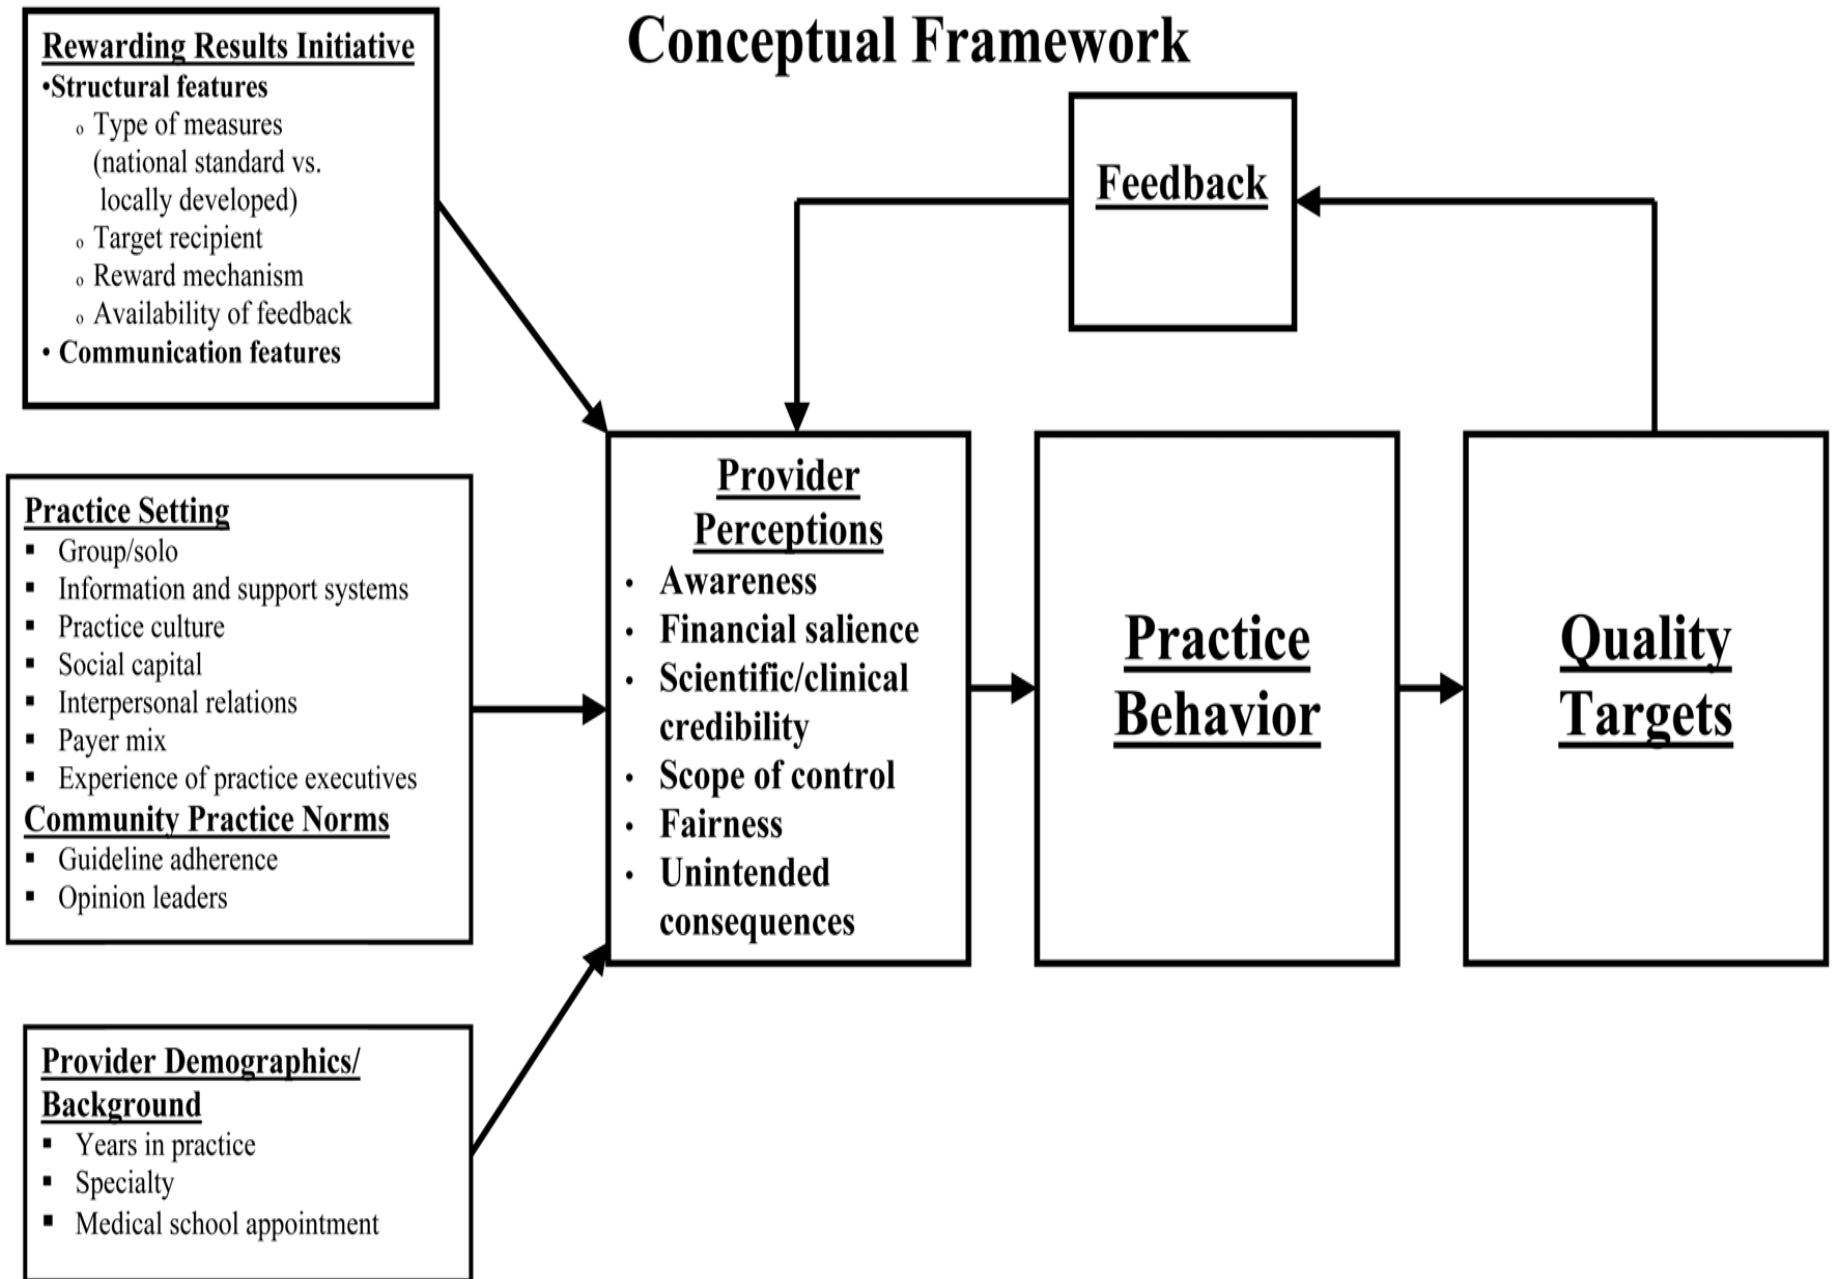 Conceptual Framework
Rewarding Results Initiative
•Structural features
o Type of measures
(national standard vs.
locally developed)
o Target recipient
o Reward mechanism
o Availability of feedback
• Communication features
Feedback
Practice Setting
▪ Group/solo
▪ Information and support systems
▪ Practice culture
▪ Social capital
▪ Interpersonal relations
▪ Payer mix
▪ Experience of practice executives
Community Practice Norms
▪ Guideline adherence
▪ Opinion leaders
Provider Demographics/
Background
▪ Years in practice
▪ Specialty
▪ Medical school appointment
Provider
Perceptions
• Awareness
• Financial salience
• Scientific/clinical
credibility
• Scope of control
• Fairness
• Unintended
consequences
Practice
Behavior
Quality
Targets